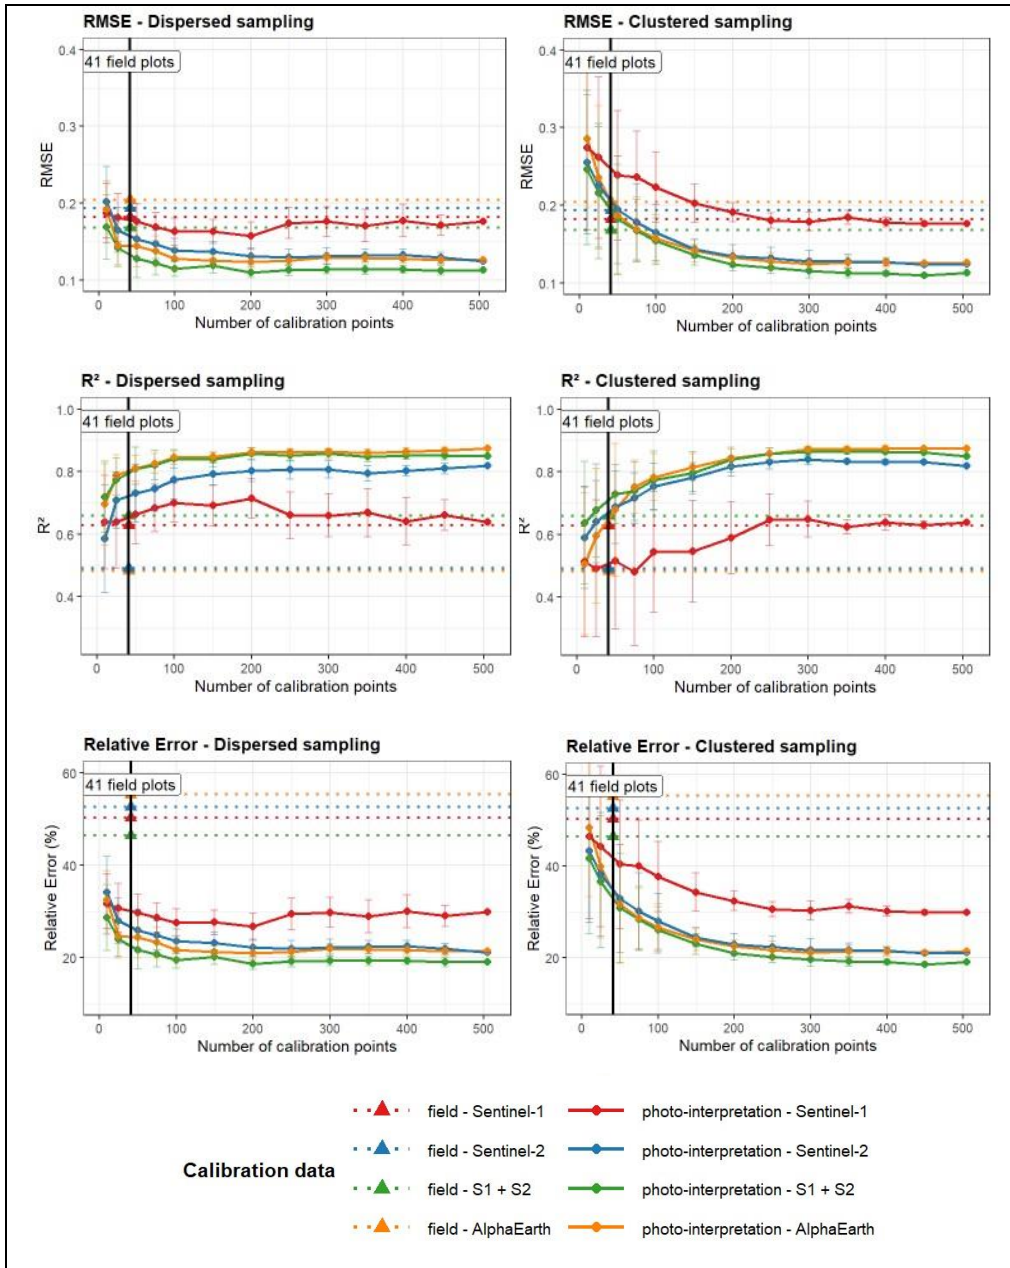 RMSE - Dispersed sampling
RMSE - Clustered sampling
41 field plots
41 field plots
0.4
0.3
0.2
0.1
RMSE
0 100 200 300 400 500
Number of calibration points
0.4
0.3
0.2
0.1
RMSE
0 100 200 300 400 500
Number of calibration points
R² - Dispersed sampling
R² - Clustered sampling
41 field plots
41 field plots
1.0
0.8
0.6
0.4
R²
0 100 200 300 400 500
Number of calibration points
1.0
0.8
0.6
0.4
R²
0 100 200 300 400 500
Number of calibration points
Relative Error - Dispersed sampling
Relative Error - Clustered sampling
41 field plots
41 field plots
60
40
20
Relative Error (%)
0 100 200 300 400 500
Number of calibration points
60
40
20
Relative Error (%)
0 100 200 300 400 500
Number of calibration points
Calibration data
field - Sentinel-1
photo-interpretation - Sentinel-1
field - Sentinel-2
photo-interpretation - Sentinel-2
field - S1 + S2
photo-interpretation - S1 + S2
field - AlphaEarth
photo-interpretation - AlphaEarth